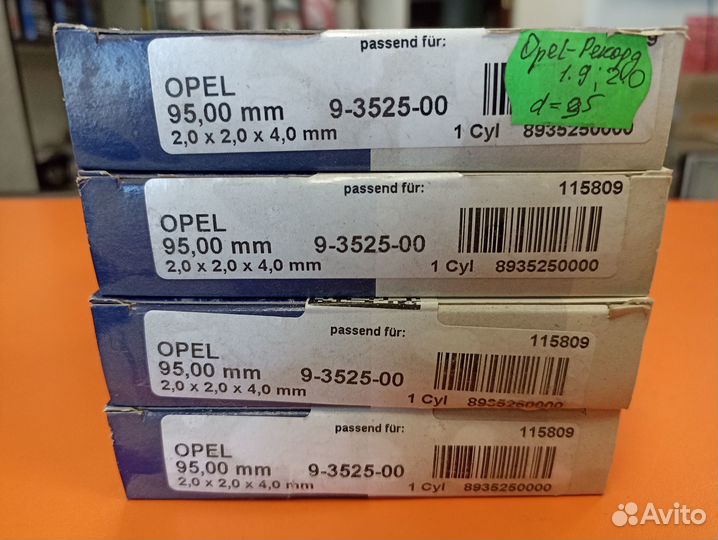 passend für:
9
OPEL
95,00 mm
9-3525-00
2,0 x 2,0 x 4,0 mm
1 Cyl
8935250000
Opel-Рекорд
1.9; 2.0
d=95
passend für:
115809
OPEL
95,00 mm
9-3525-00
2,0 x 2,0 x 4,0 mm
1 Cyl
8935250000
passend für:
115809
OPEL
95,00 mm
9-3525-00
2,0 x 2,0 x 4,0 mm
1 Cyl
8935250000
passend für:
115809
OPEL
95,00 mm
9-3525-00
2,0 x 2,0 x 4,0 mm
1 Cyl
8935250000
Avito